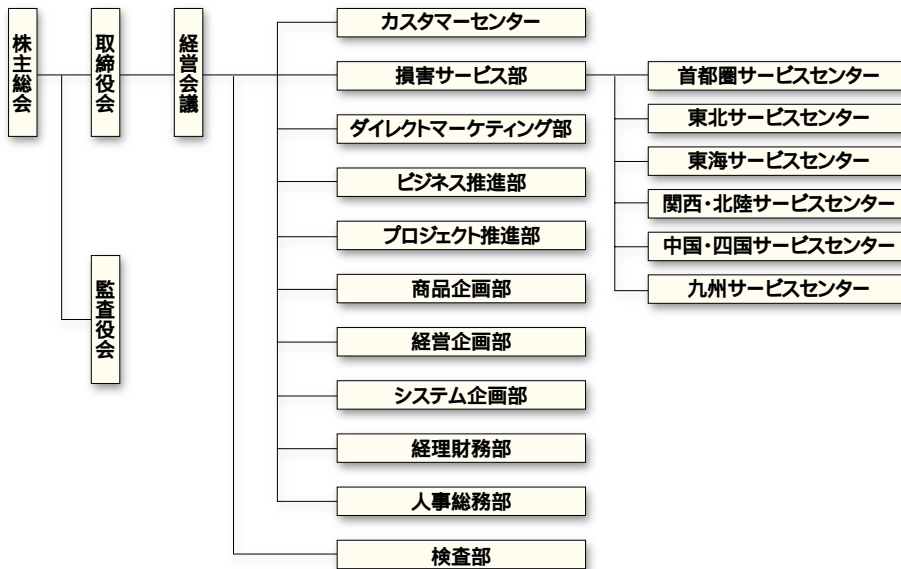 株主総会
取締役会
経営会議
監査役会
カスタマーセンター
損害サービス部
ダイレクトマーケティング部
ビジネス推進部
プロジェクト推進部
商品企画部
経営企画部
システム企画部
経理財務部
人事総務部
検査部
首都圏サービスセンター
東北サービスセンター
東海サービスセンター
関西・北陸サービスセンター
中国・四国サービスセンター
九州サービスセンター